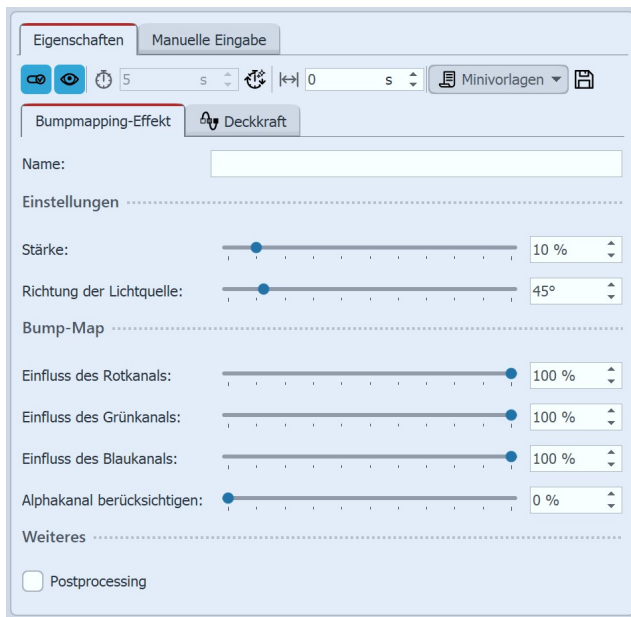 Eigenschaften Manuelle Eingabe
5 s 0 s Minivorlagen
Bumpmapping-Effekt Deckkraft
Name:
Einstellungen
Stärke: 10 %
Richtung der Lichtquelle: 45°
Bump-Map
Einfluss des Rotkanals: 100 %
Einfluss des Grünkanals: 100 %
Einfluss des Blaukanals: 100 %
Alphakanal berücksichtigen: 0 %
Weiteres
Postprocessing